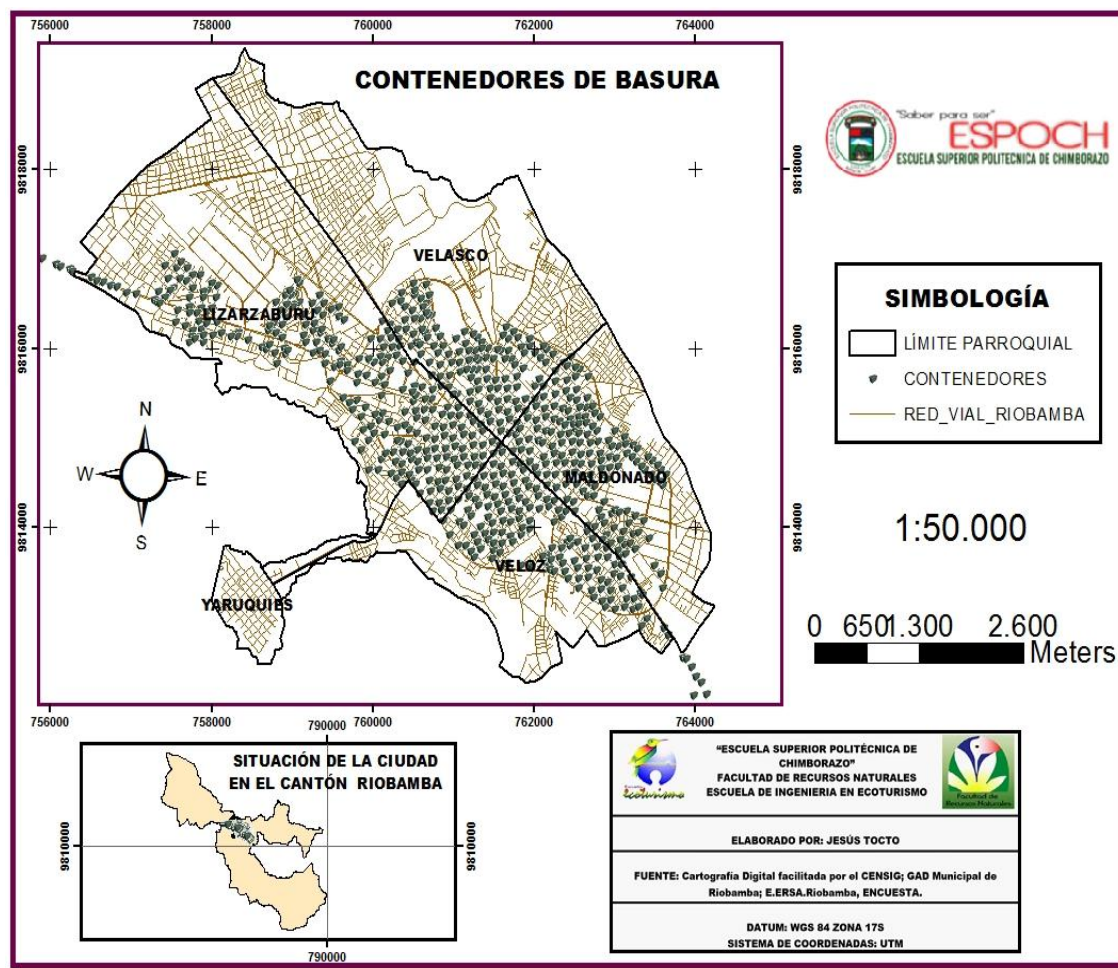 756000
758000
760000
762000
764000
CONTENEDORES DE BASURA
9818000
9818000
9816000
9816000
9814000
9814000
VELASCO
LIZARZABURU
MALDONADO
VELOZ
YARUQUIES
N
W
E
S
756000
758000
760000
762000
764000
"Saber para ser"
ESPOCH
ESCUELA SUPERIOR POLITECNICA DE CHIMBORAZO
SIMBOLOGÍA
LÍMITE PARROQUIAL
CONTENEDORES
RED_VIAL_RIOBAMBA
1:50.000
0 650 1.300 2.600
Meters
790000
SITUACIÓN DE LA CIUDAD
EN EL CANTÓN RIOBAMBA
9810000
9810000
790000
ecoturismo
"ESCUELA SUPERIOR POLITÉCNICA DE
CHIMBORAZO"
FACULTAD DE RECURSOS NATURALES
ESCUELA DE INGENIERIA EN ECOTURISMO
Facultad de
Recursos Naturales
ELABORADO POR: JESÚS TOCTO
FUENTE: Cartografía Digital facilitada por el CENSIG; GAD Municipal de
Riobamba; E.ERSA.Riobamba, ENCUESTA.
DATUM: WGS 84 ZONA 17S
SISTEMA DE COORDENADAS: UTM